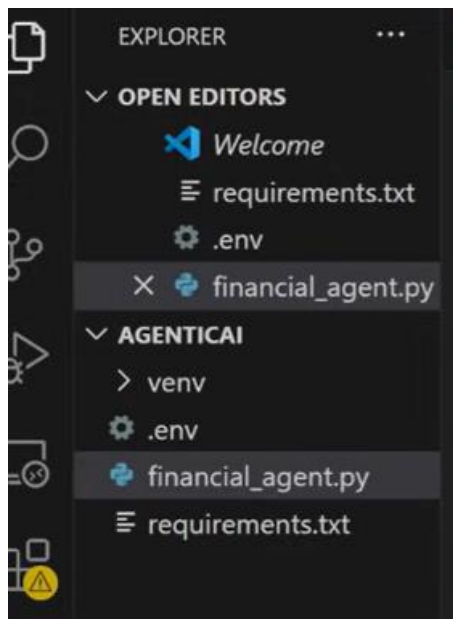 EXPLORER
OPEN EDITORS
Welcome
requirements.txt
.env
financial_agent.py
AGENTICAI
venv
.env
financial_agent.py
requirements.txt